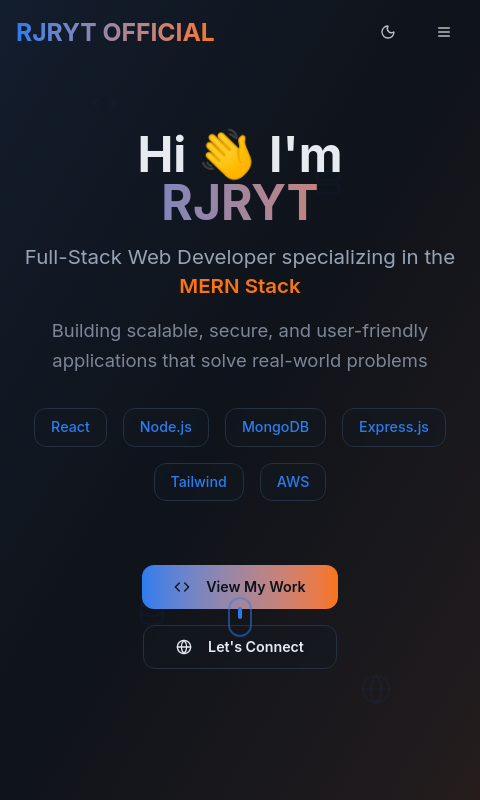 RJRYT OFFICIAL
Hi 👋 I'm
RJRYT
Full-Stack Web Developer specializing in the
MERN Stack
Building scalable, secure, and user-friendly
applications that solve real-world problems
React Node.js MongoDB Express.js
Tailwind AWS
View My Work
Let's Connect